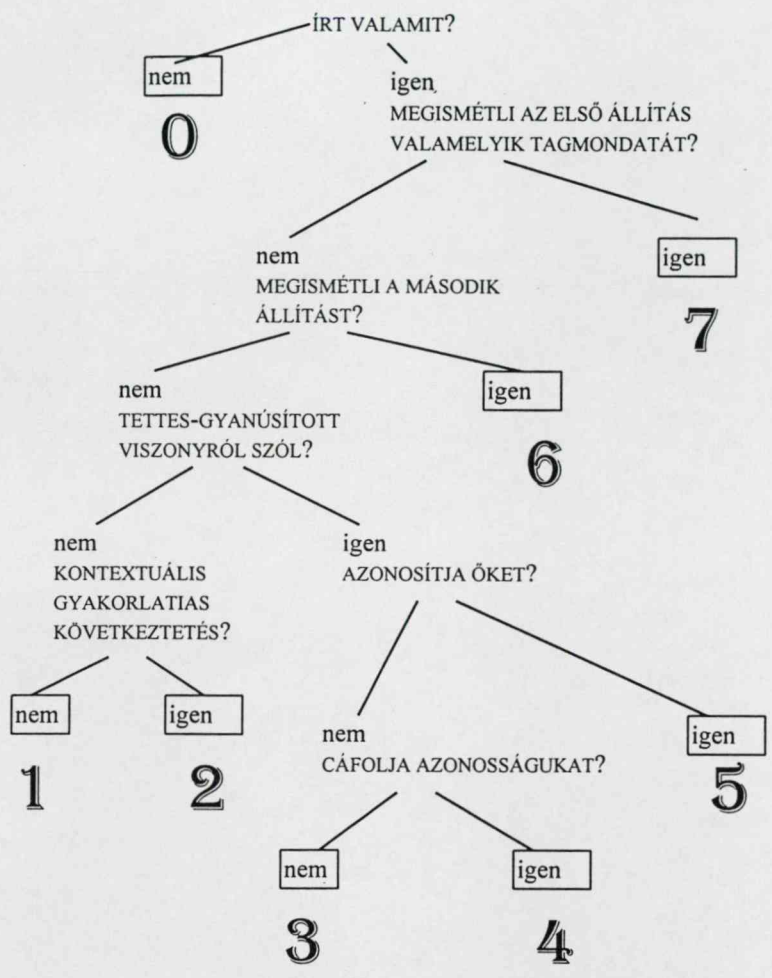 ÍRT VALAMIT?
nem
0
igen
MEGISMÉTLI AZ ELSŐ ÁLLÍTÁS
VALAMELYIK TAGMONDATÁT?
nem
MEGISMÉTLI A MÁSODIK
ÁLLÍTÁST?
igen
7
nem
TETTES-GYANÚSÍTOTT
VISZONYRÓL SZÓL?
igen
6
nem
KONTEXTUÁLIS
GYAKORLATIAS
KÖVETKEZTETÉS?
igen
AZONOSÍTJA ŐKET?
nem
1
igen
2
nem
CÁFOLJA AZONOSSÁGUKAT?
igen
5
nem
3
igen
4